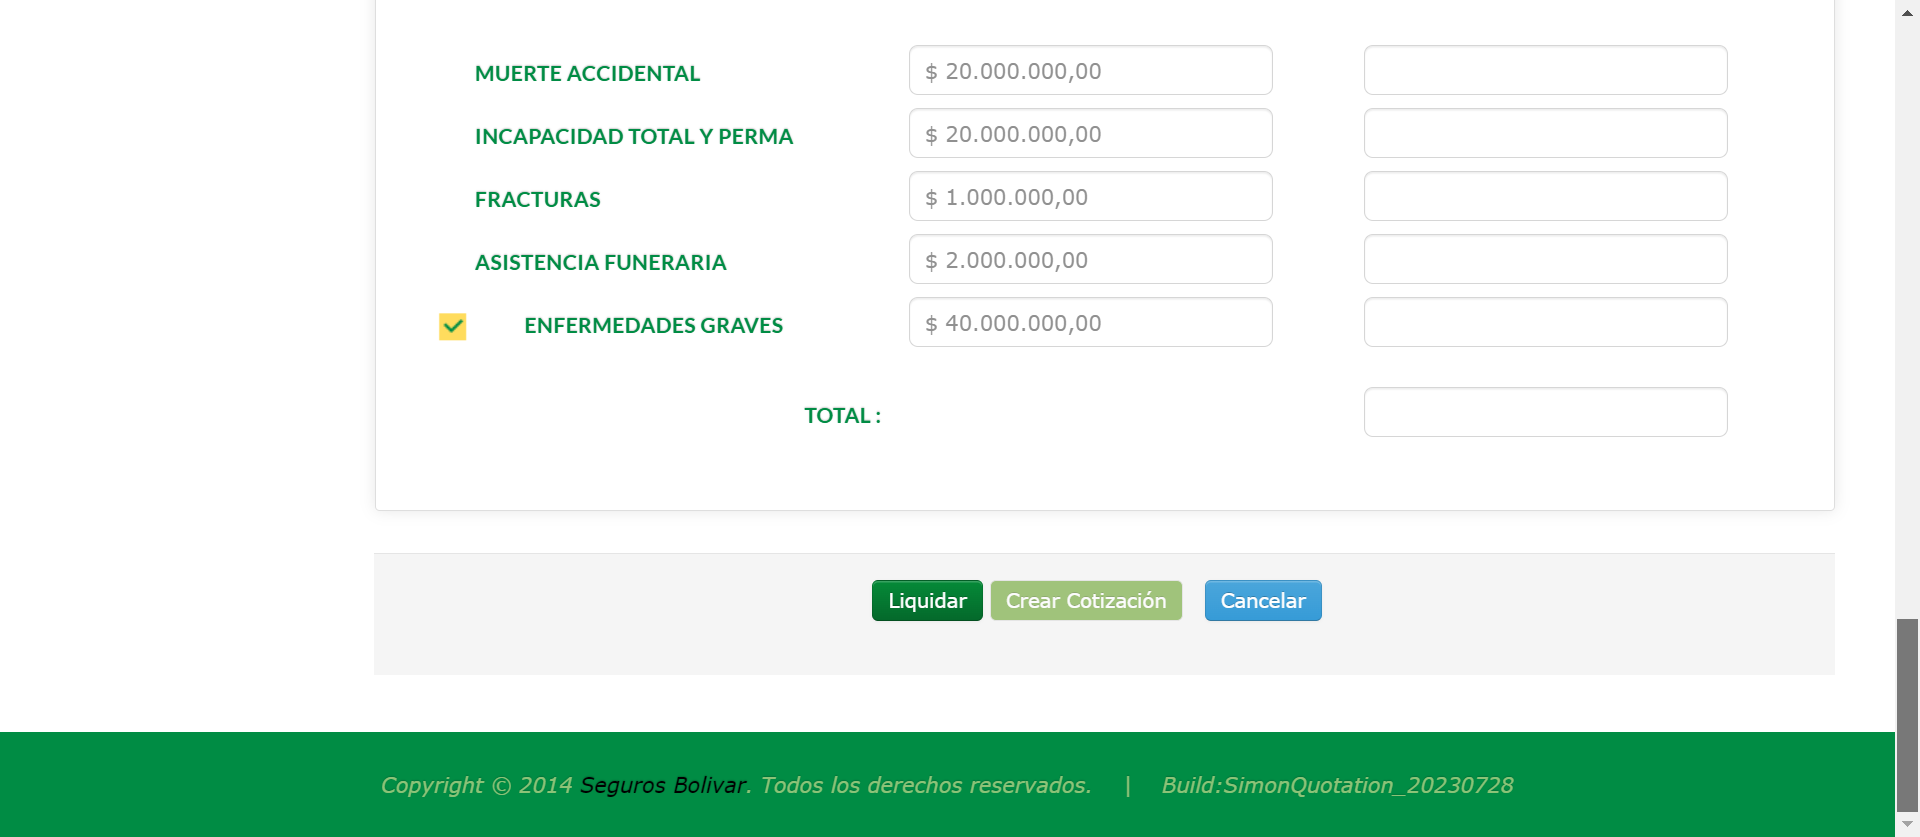 MUERTE ACCIDENTAL $ 20.000.000,00
INCAPACIDAD TOTAL Y PERMA $ 20.000.000,00
FRACTURAS $ 1.000.000,00
ASISTENCIA FUNERARIA $ 2.000.000,00
ENFERMEDADES GRAVES $ 40.000.000,00
TOTAL :
Liquidar Crear Cotización Cancelar
Copyright © 2014 Seguros Bolivar. Todos los derechos reservados. | Build:SimonQuotation_20230728